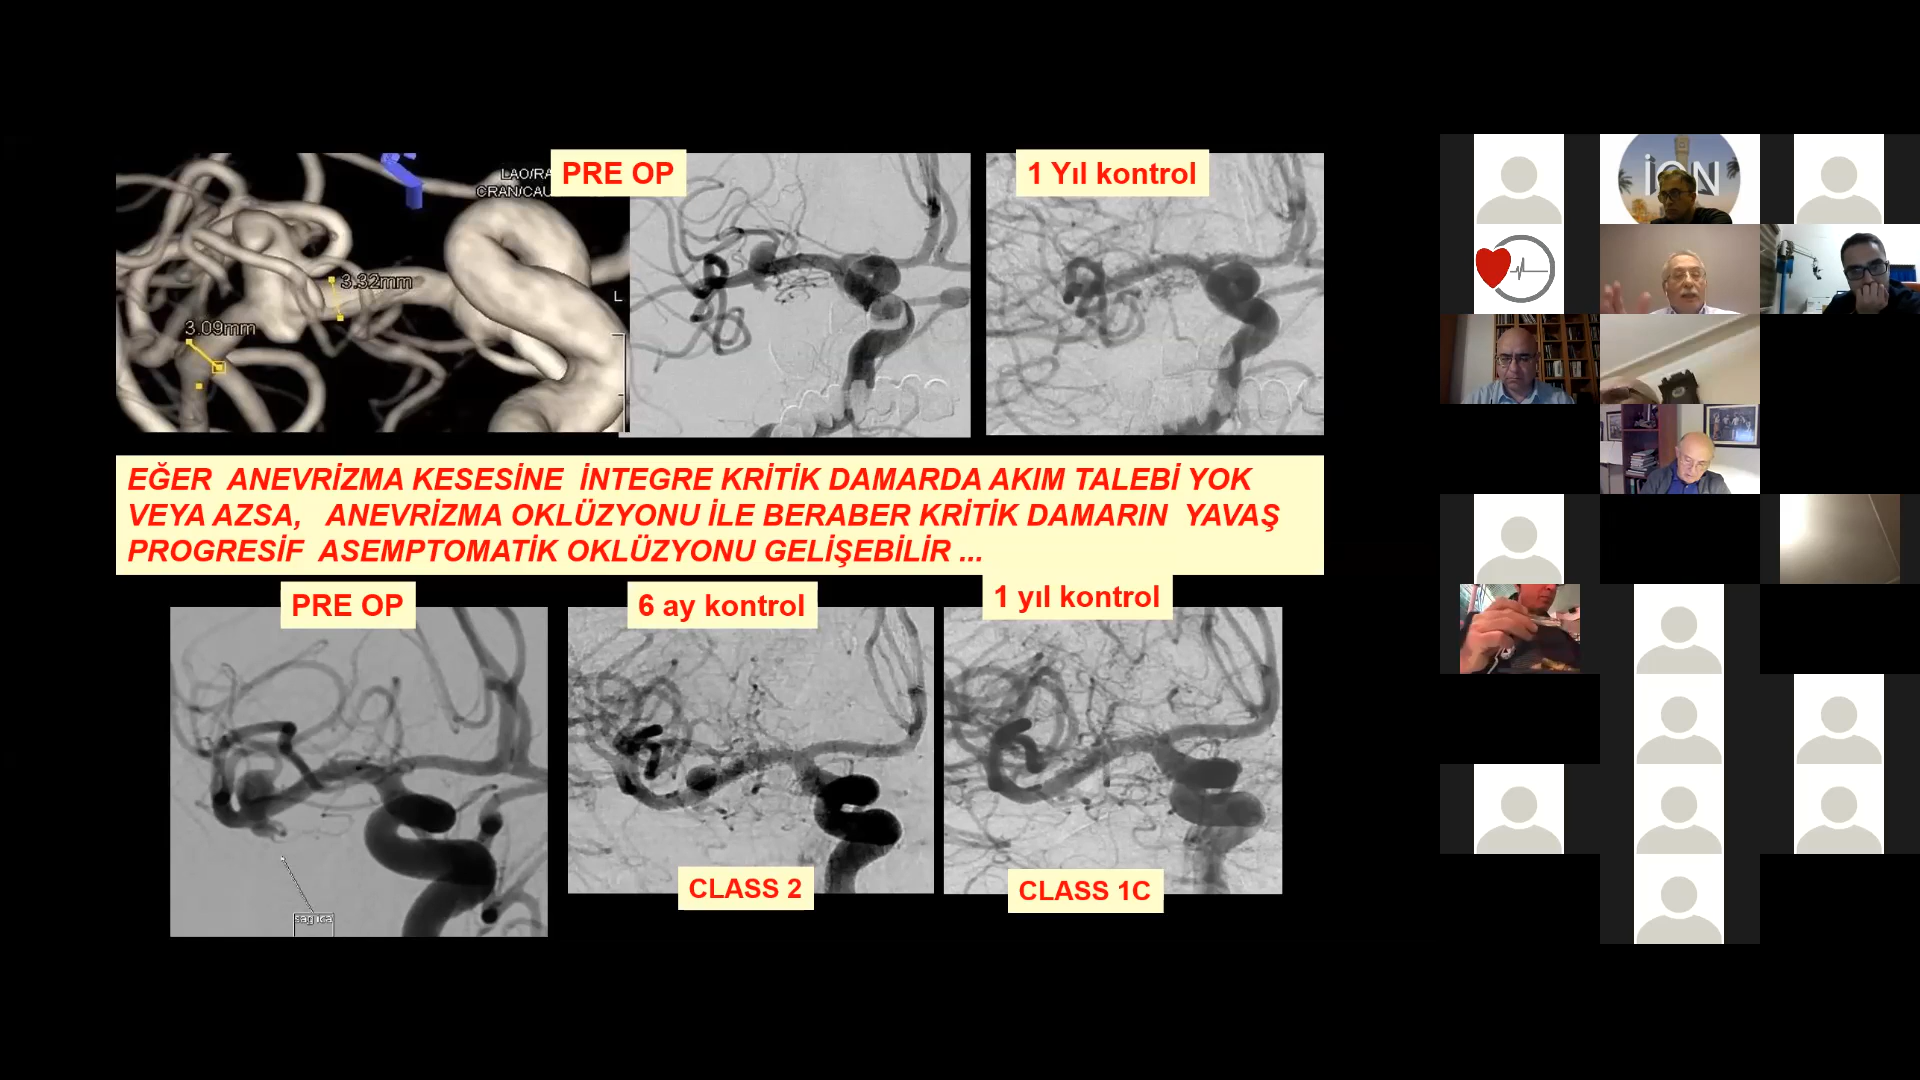 LAO/RA
CRAN/CAU
PRE OP
1 Yıl kontrol
3.32mm
L
3.09mm
EĞER ANEVRİZMA KESESİNE İNTEGRE KRİTİK DAMARDA AKIM TALEBİ YOK
VEYA AZSA, ANEVRİZMA OKLÜZYONU İLE BERABER KRİTİK DAMARIN YAVAŞ
PROGRESİF ASEMPTOMATİK OKLÜZYONU GELİŞEBİLİR ...
PRE OP
6 ay kontrol
1 yıl kontrol
CLASS 2
CLASS 1C
sag ica
İON